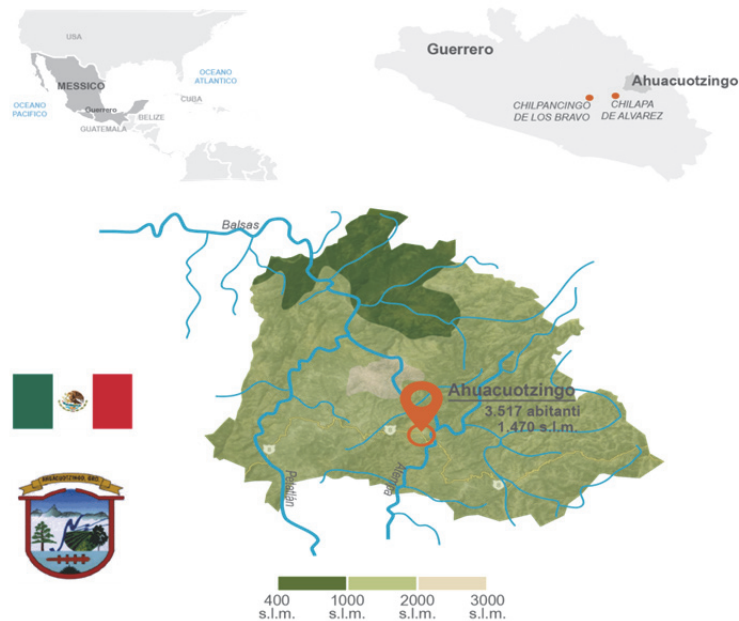 USA
OCEANO
ATLANTICO
MESSICO
OCEANO
PACIFICO
Guerrero
CUBA
BELIZE
GUATEMALA
Guerrero
Ahuacuotzingo
CHILPANCINGO
DE LOS BRAVO
CHILAPA
DE ALVAREZ
Balsas
Ahuacuotzingo
3.517 abitanti
1.470 s.l.m.
Petatlán
Atempa
400
s.l.m.
1000
s.l.m.
2000
s.l.m.
3000
s.l.m.